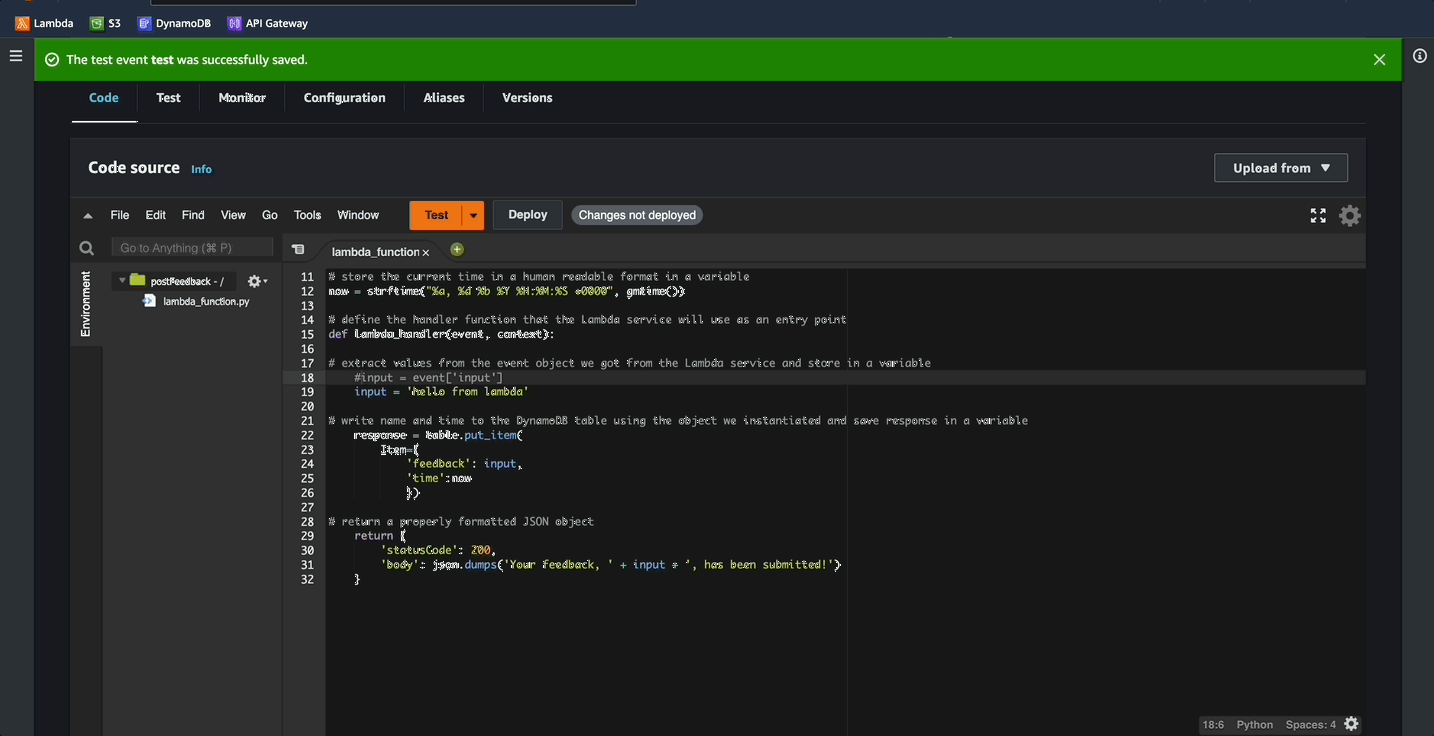 Lambda S3 DynamoDB API Gateway
The test event test was successfully saved.
Code Test Monitor Configuration Aliases Versions
Code source Info
Upload from
File Edit Find View Go Tools Window
Test Deploy Changes not deployed
Go to Anything (⌘ P)
lambda_function
Environment
postFeedback - /
lambda_function.py
11 # store the current time in a human readable format in a variable
12 now = strftime("%a, %d %b %Y %H:%M:%S +0000", gmtime())
13
14 # define the handler function that the Lambda service will use as an entry point
15 def lambda_handler(event, context):
16
17 # extract values from the event object we got from the Lambda service and store in a variable
18 #input = event['input']
19 input = 'hello from lambda'
20
21 # write name and time to the DynamoDB table using the object we instantiated and save response in a variable
22 response = table.put_item(
23 Item={
24 'feedback': input,
25 'time':now
26 })
27
28 # return a properly formatted JSON object
29 return {
30 'statusCode': 200,
31 'body': json.dumps('Your feedback, ' + input + ', has been submitted!')
32 }
18:6 Python Spaces: 4